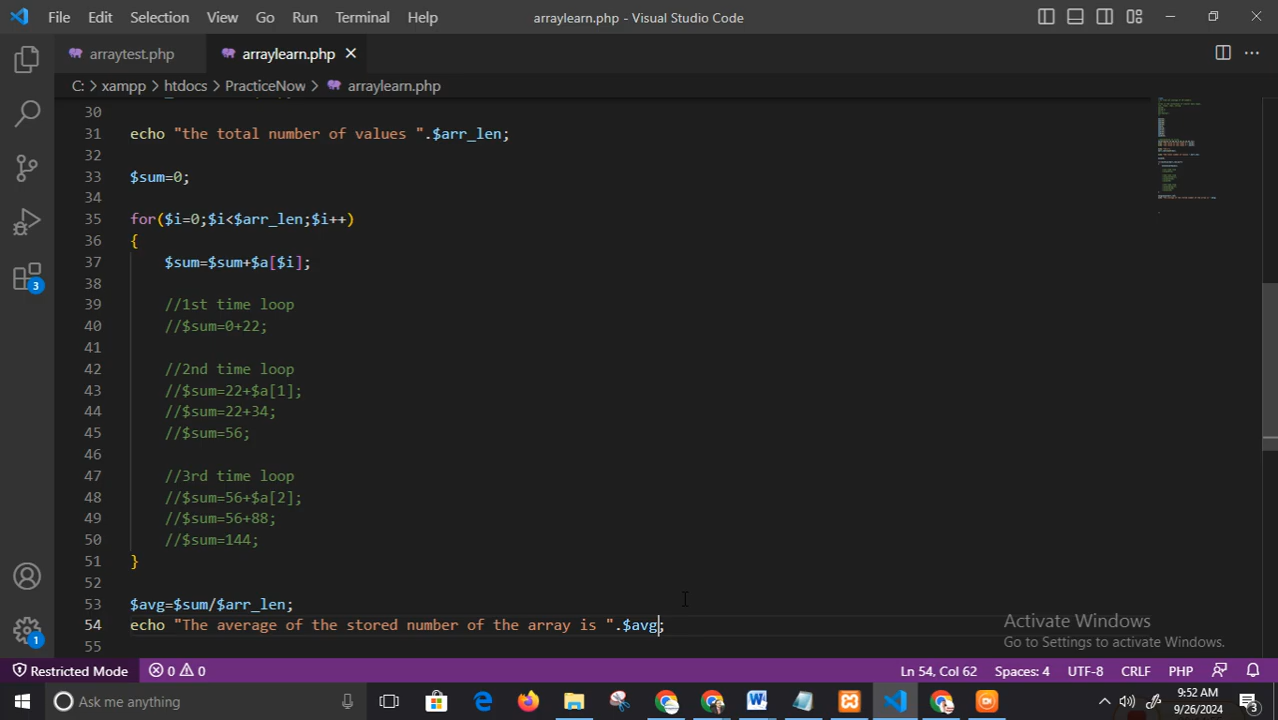 File Edit Selection View Go Run Terminal Help
arraylearn.php - Visual Studio Code
arraytest.php
arraylearn.php
C: > xampp > htdocs > PracticeNow > arraylearn.php
30
31 echo "the total number of values ".$arr_len;
32
33 $sum=0;
34
35 for($i=0;$i<$arr_len;$i++)
36 {
37 $sum=$sum+$a[$i];
38
39 //1st time loop
40 //$sum=0+22;
41
42 //2nd time loop
43 //$sum=22+$a[1];
44 //$sum=22+34;
45 //$sum=56;
46
47 //3rd time loop
48 //$sum=56+$a[2];
49 //$sum=56+88;
50 //$sum=144;
51 }
52
53 $avg=$sum/$arr_len;
54 echo "The average of the stored number of the array is ".$avg;
55
3
1
Activate Windows
Go to Settings to activate Windows.
Restricted Mode 0 0 Ln 54, Col 62 Spaces: 4 UTF-8 CRLF PHP
Ask me anything
9:52 AM
9/26/2024
3